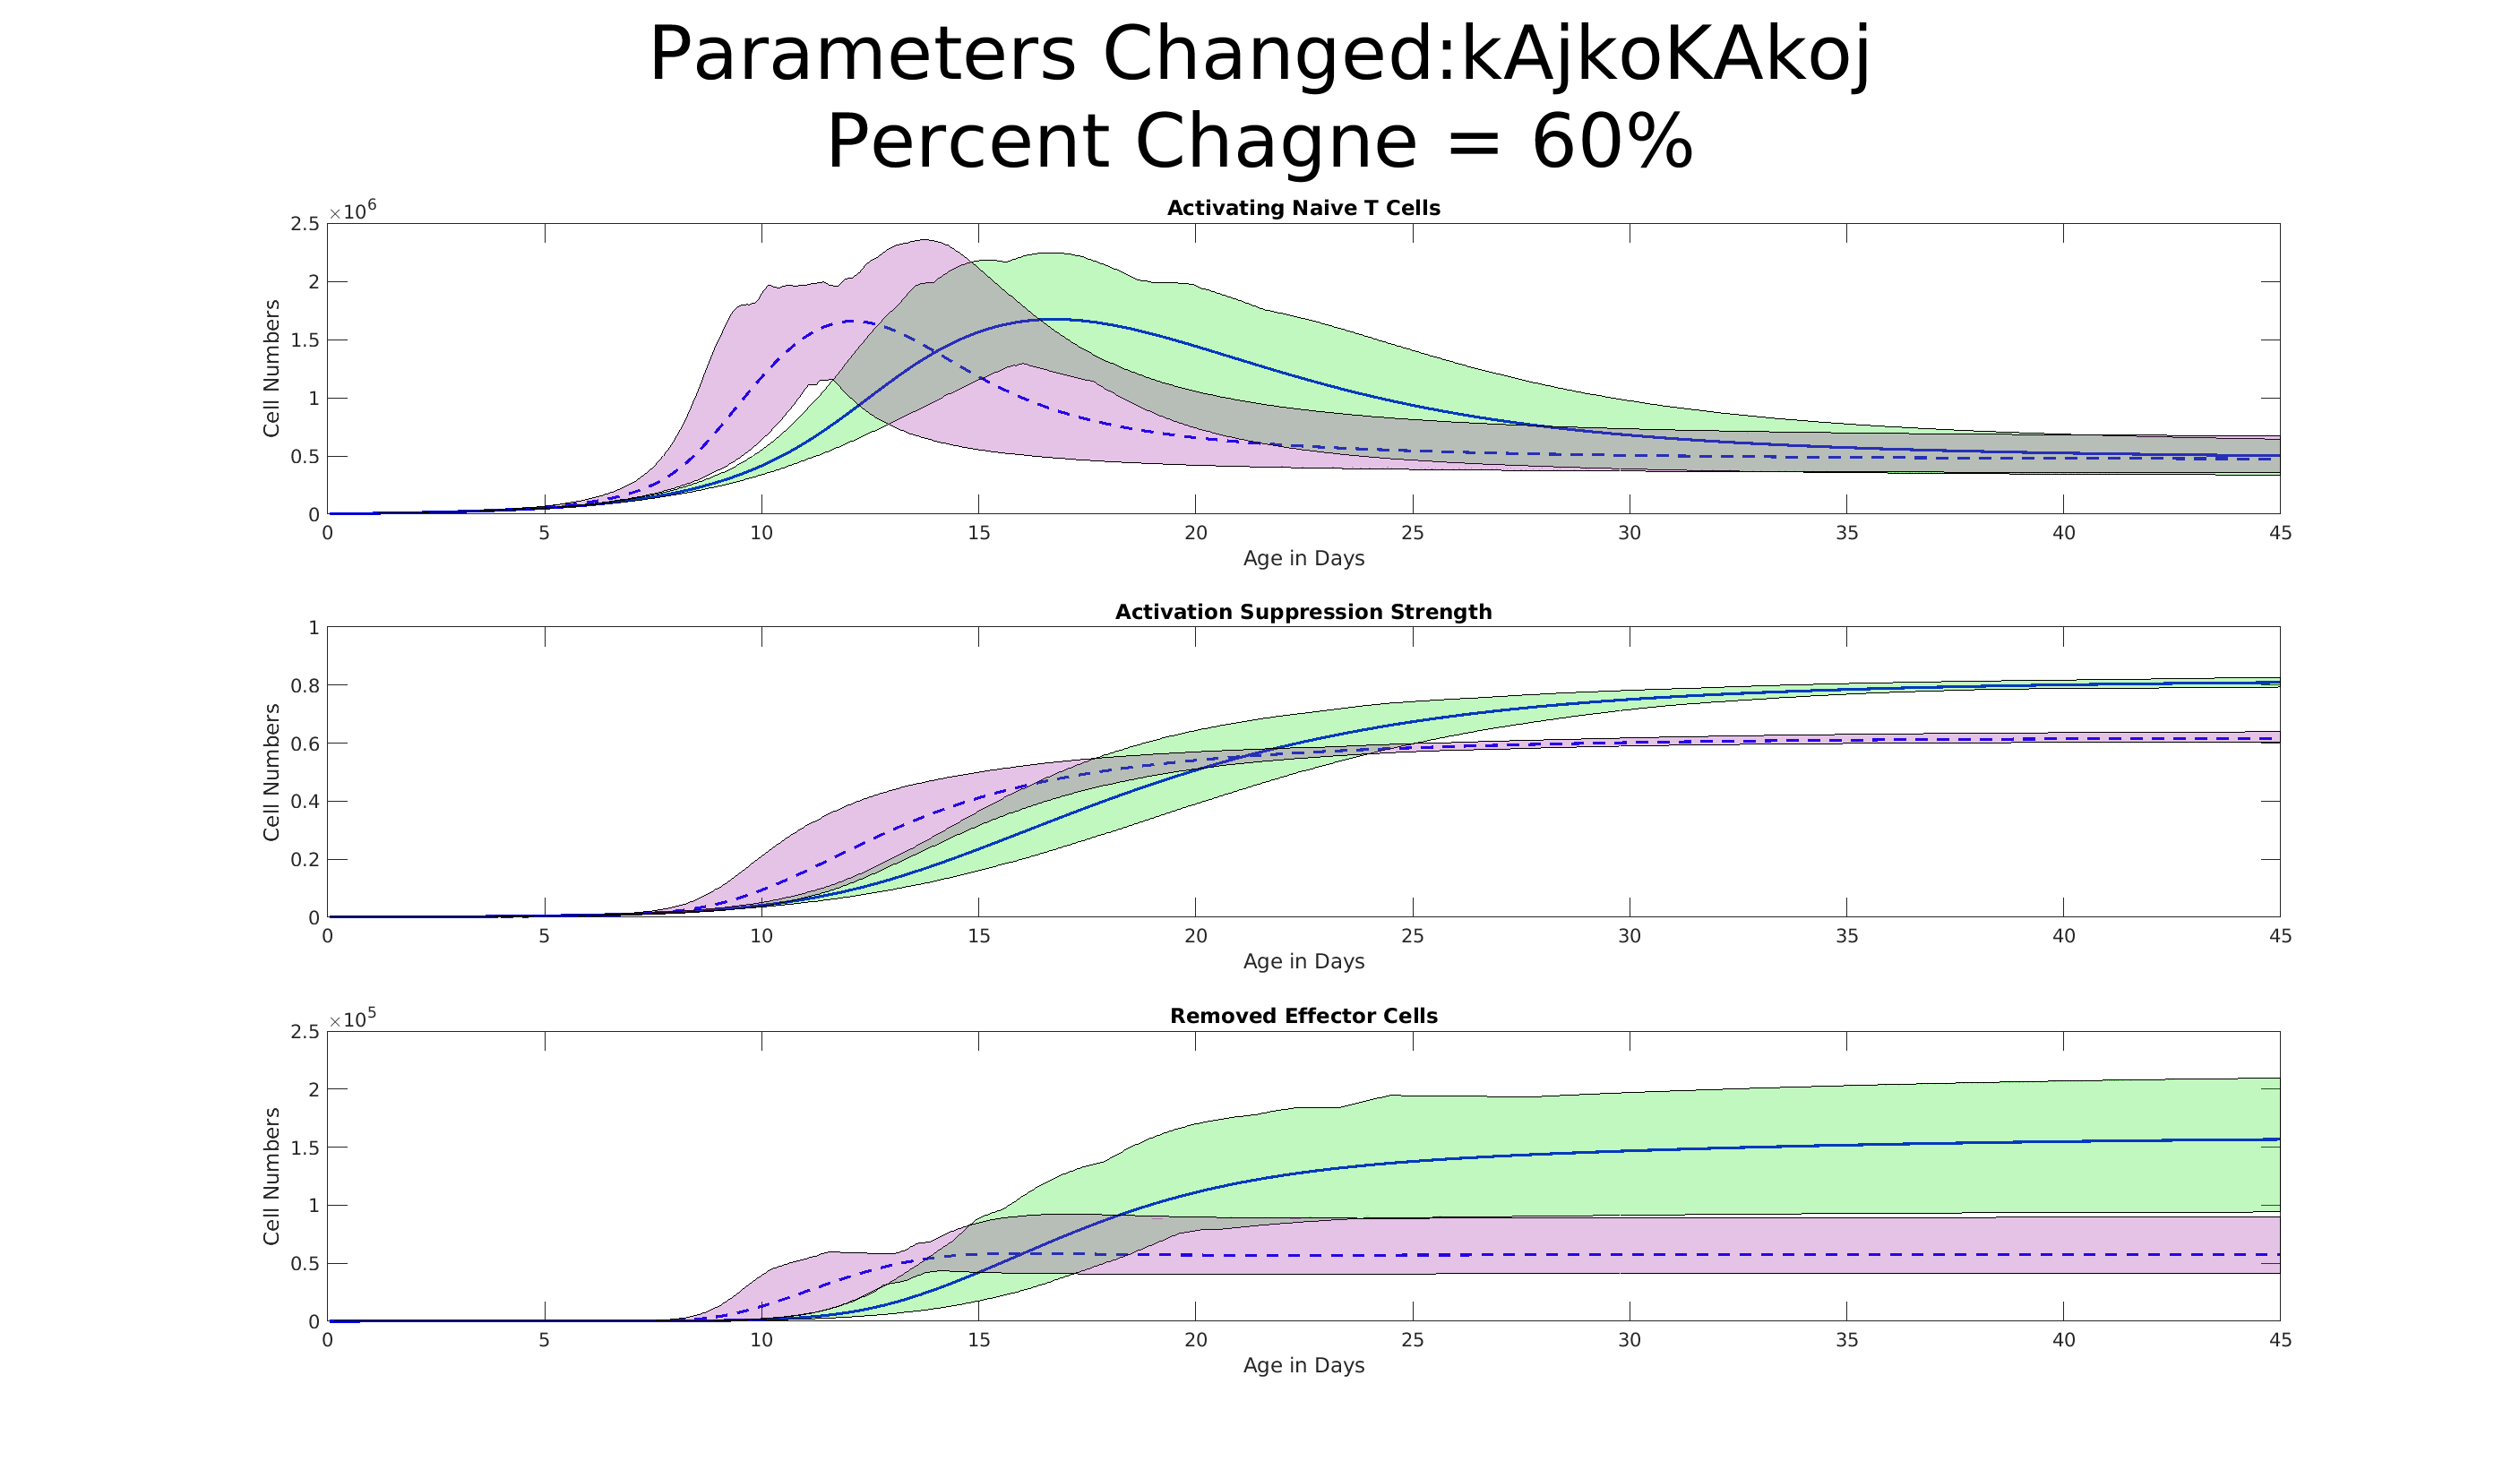 Parameters Changed:kAjkoKAkoj
Percent Chagne = 60%
Activating Naive T Cells
×10^6
2.5
2
1.5
1
0.5
0
Cell Numbers
0 5 10 15 20 25 30 35 40 45
Age in Days
Activation Suppression Strength
1
0.8
0.6
0.4
0.2
0
Cell Numbers
0 5 10 15 20 25 30 35 40 45
Age in Days
Removed Effector Cells
×10^5
2.5
2
1.5
1
0.5
0
Cell Numbers
0 5 10 15 20 25 30 35 40 45
Age in Days